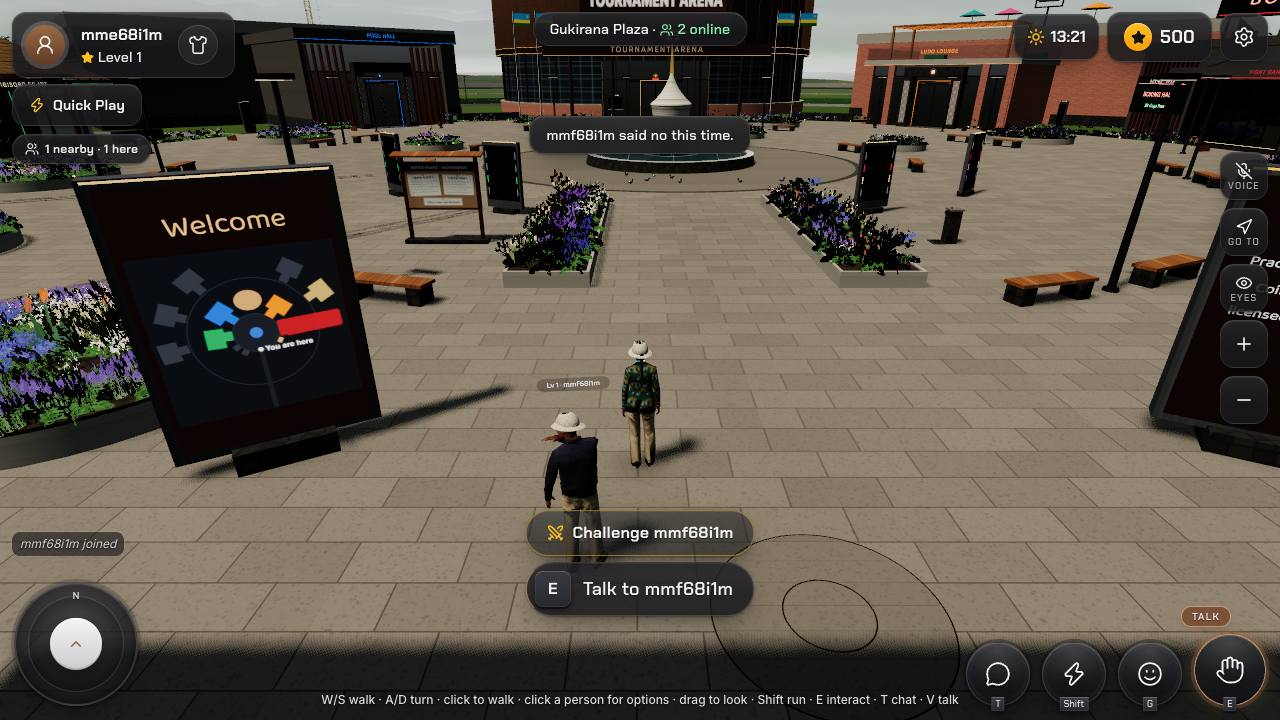 TOURNAMENT ARENA
mme68i1m
Level 1
Gukirana Plaza · 2 online
13:21
500
POOL HALL
TOURNAMENT ARENA
LUDO LOUNGE
Quick Play
1 nearby · 1 here
mmf68i1m said no this time.
BOXING HAL
VOICE
GO TO
EYES
Welcome
You are here
Lv 1 · mmf68i1m
Challenge mmf68i1m
E
Talk to mmf68i1m
mmf68i1m joined
N
TALK
W/S walk · A/D turn · click to walk · click a person for options · drag to look · Shift run · E interact · T chat · V talk
T
Shift
G
E